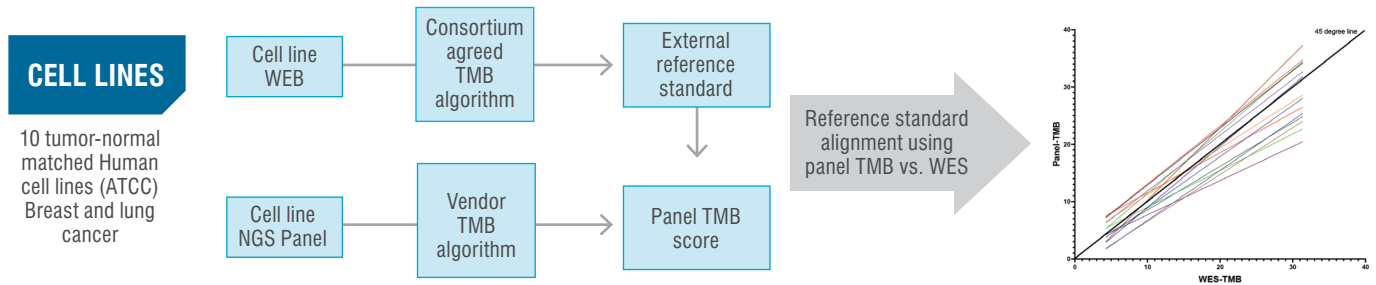 CELL LINES
10 tumor-normal
matched Human
cell lines (ATCC)
Breast and lung
cancer
Cell line
WEB
Consortium
agreed
TMB
algorithm
External
reference
standard
Cell line
NGS Panel
Vendor
TMB
algorithm
Panel TMB
score
Reference standard
alignment using
panel TMB vs. WES
45 degree line
Panel-TMB
40
30
20
10
0
0 10 20 30 40
WES-TMB